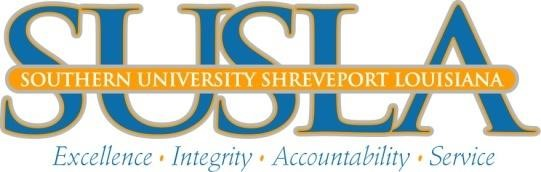 SUSLA
SOUTHERN UNIVERSITY SHREVEPORT LOUISIANA
Excellence · Integrity · Accountability · Service